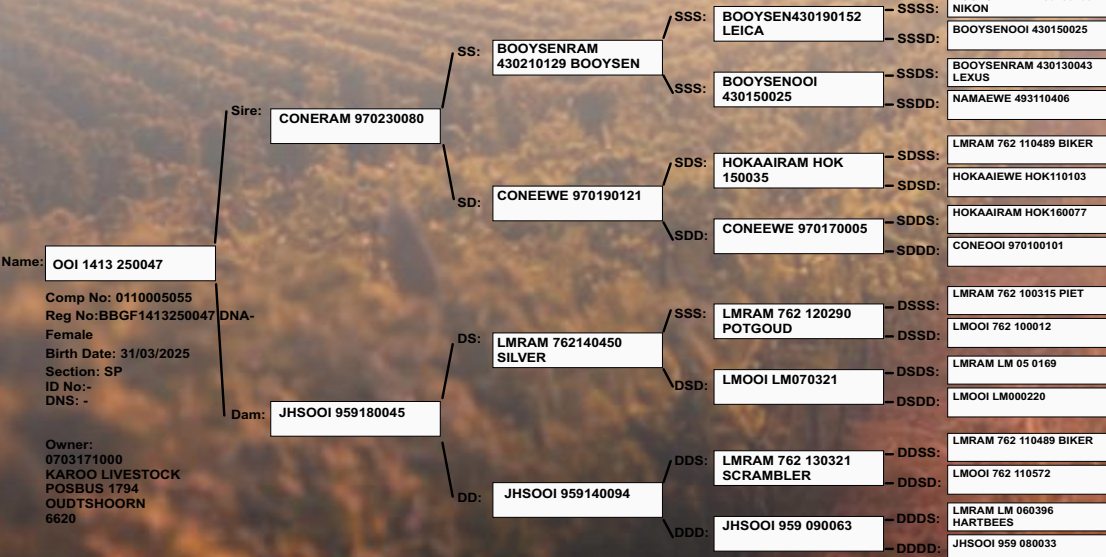 Name:
OOI 1413 250047
Comp No: 0110005055
Reg No:BBGF1413250047 DNA-
Female
Birth Date: 31/03/2025
Section: SP
ID No:-
DNS: -
Owner:
0703171000
KAROO LIVESTOCK
POSBUS 1794
OUDTSHOORN
6620
Sire:
CONERAM 970230080
Dam:
JHSOOI 959180045
SS:
BOOYSENRAM
430210129 BOOYSEN
SD:
CONEEWE 970190121
DS:
LMRAM 762140450
SILVER
DD:
JHSOOI 959140094
SSS:
BOOYSEN430190152
LEICA
SSS:
BOOYSENOOI
430150025
SDS:
HOKAAIRAM HOK
150035
SDD:
CONEEWE 970170005
SSS:
LMRAM 762 120290
POTGOUD
DSD:
LMOOI LM070321
DDS:
LMRAM 762 130321
SCRAMBLER
DDD:
JHSOOI 959 090063
SSSS:
NIKON
SSSD:
BOOYSENOOI 430150025
SSDS:
BOOYSENRAM 430130043
LEXUS
SSDD:
NAMAEWE 493110406
SDSS:
LMRAM 762 110489 BIKER
SDSD:
HOKAAIEWE HOK110103
SDDS:
HOKAAIRAM HOK160077
SDDD:
CONEOOI 970100101
DSSS:
LMRAM 762 100315 PIET
DSSD:
LMOOI 762 100012
DSDS:
LMRAM LM 05 0169
DSDD:
LMOOI LM000220
DDSS:
LMRAM 762 110489 BIKER
DDSD:
LMOOI 762 110572
DDDS:
LMRAM LM 060396
HARTBEES
DDDD:
JHSOOI 959 080033